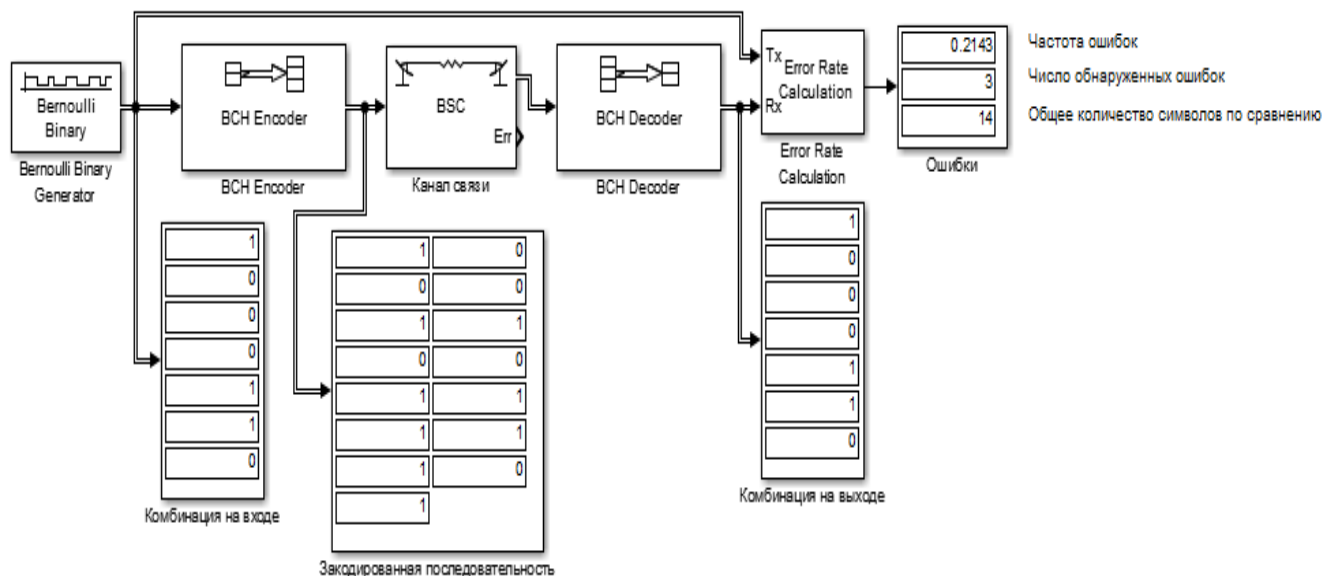 Bernoulli
Binary
Bernoulli Binary
Generator
BCH Encoder
BCH Encoder
BSC
Err
Канал связи
BCH Decoder
BCH Decoder
Tx
Rx
Error Rate
Calculation
Error Rate
Calculation
0.2143
3
14
Ошибки
Частота ошибок
Число обнаруженных ошибок
Общее количество символов по сравнению
1
0
0
0
1
1
0
Комбинация на входе
1 0
0 0
1 1
0 0
1 1
1 1
1 0
1
Закодированная последовательность
1
0
0
0
1
1
0
Комбинация на выходе